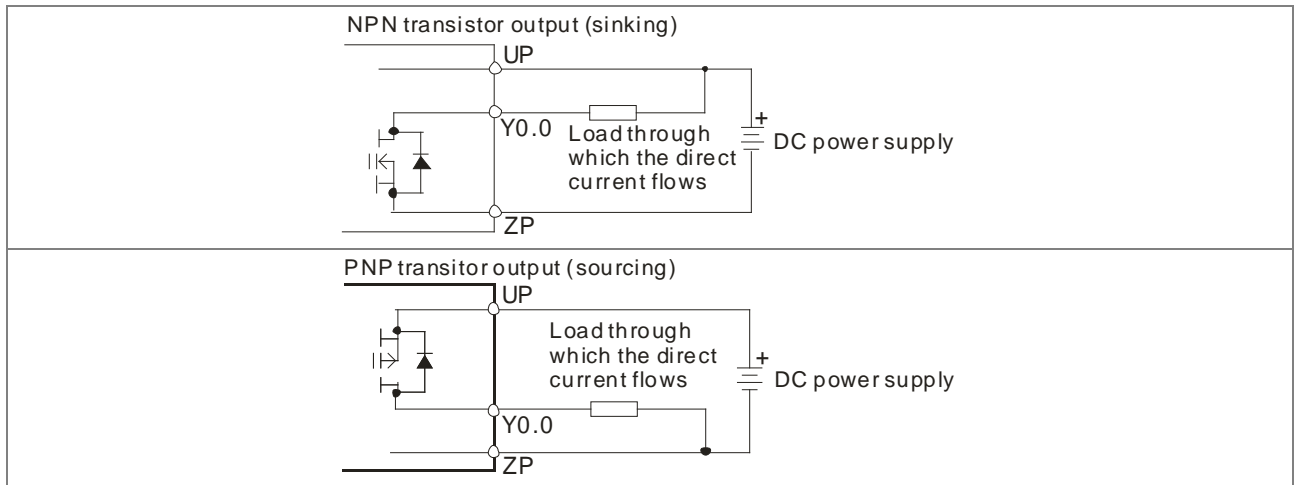 NPN transistor output (sinking)
UP
Y0.0
Load through
which the direct
current flows
+
DC power supply
ZP
PNP transitor output (sourcing)
UP
Load through
which the direct
current flows
+
DC power supply
Y0.0
ZP